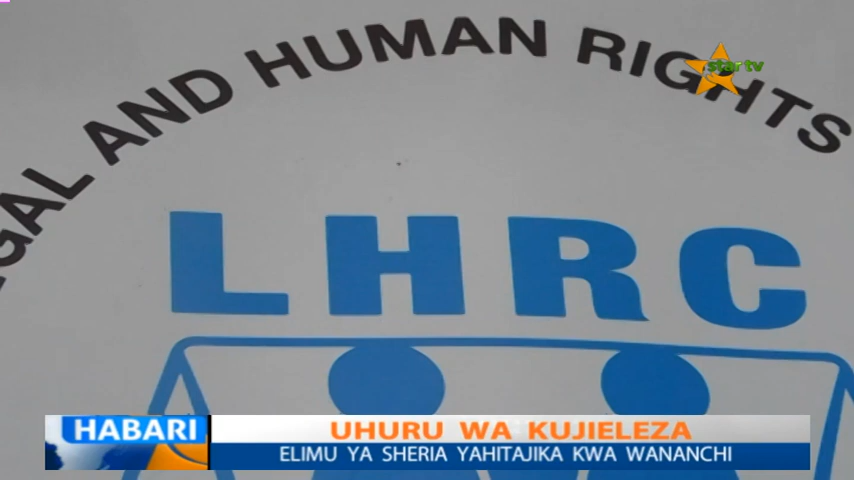 GAL AND HUMAN RIGHTS
star tv
LHRC
HABARI
UHURU WA KUJIELEZA
ELIMU YA SHERIA YAHITAJIKA KWA WANANCHI